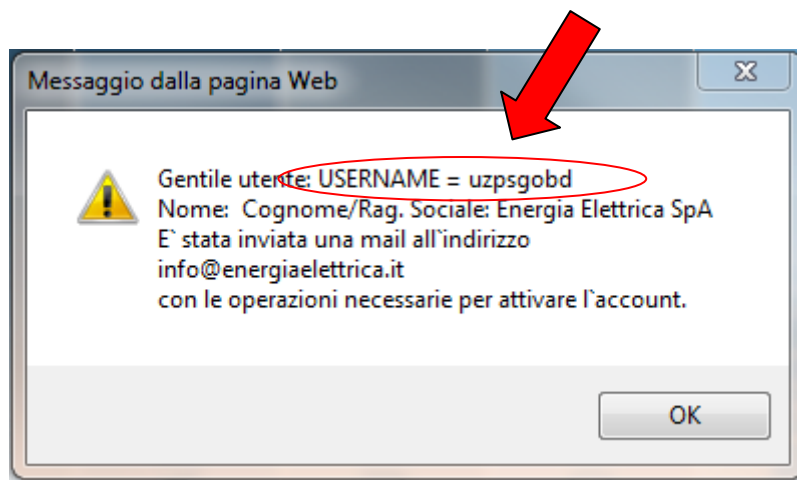 Messaggio dalla pagina Web
Gentile utente: USERNAME = uzpsgobd
Nome:  Cognome/Rag. Sociale: Energia Elettrica SpA
E` stata inviata una mail all`indirizzo
info@energiaelettrica.it
con le operazioni necessarie per attivare l`account.
OK